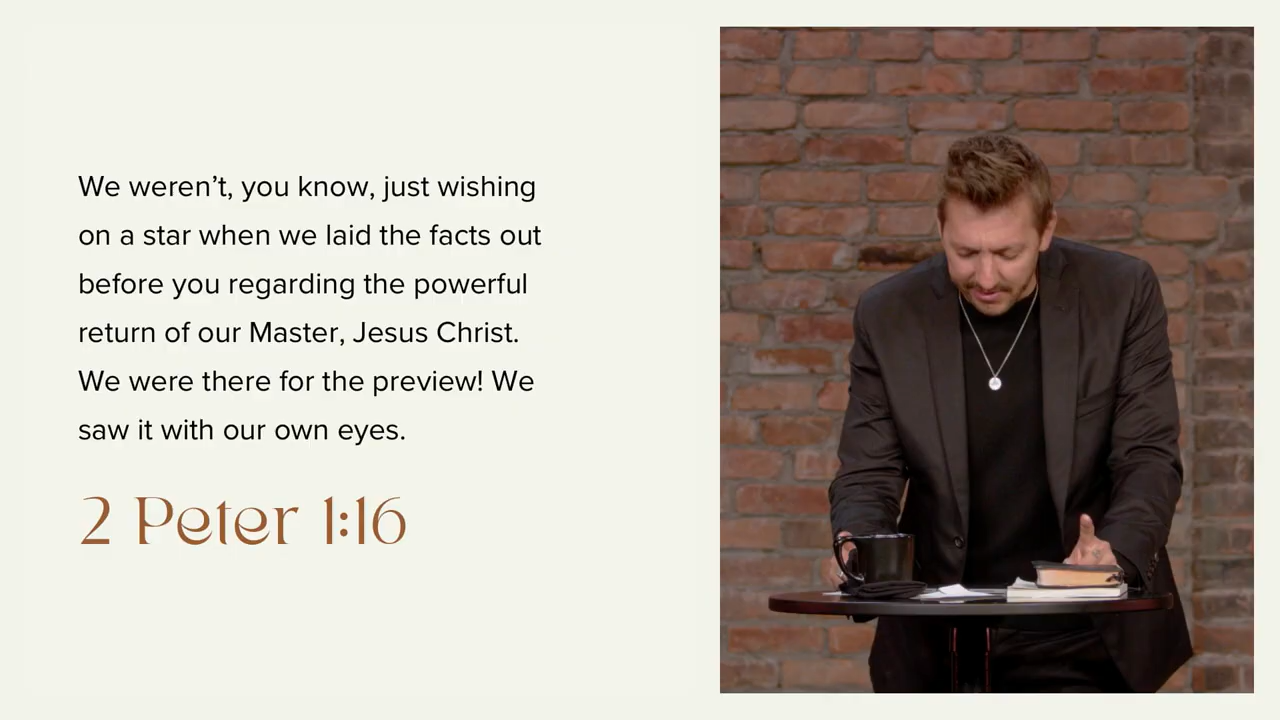 We weren’t, you know, just wishing
on a star when we laid the facts out
before you regarding the powerful
return of our Master, Jesus Christ.
We were there for the preview! We
saw it with our own eyes.
2 Peter 1:16